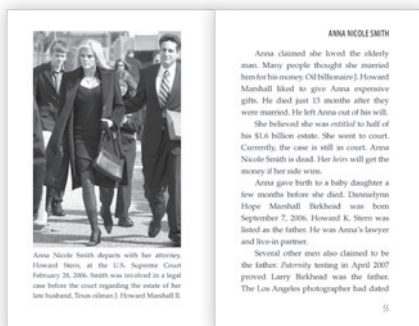 Anna Nicole Smith departs with her attorney,
Howard Stern, at the U.S. Supreme Court
February 28, 2006. Smith was involved in a legal
case before the court regarding the estate of her
late husband, Texas oilman J. Howard Marshall II.
ANNA NICOLE SMITH
Anna claimed she loved the elderly
man. Many people thought she married
him for his money. Oil billionaire J. Howard
Marshall liked to give Anna expensive
gifts. He died just 13 months after they
were married. He left Anna out of his will.
She believed she was entitled to half of
his $1.6 billion estate. She went to court.
Currently, the case is still in court. Anna
Nicole Smith is dead. Her heirs will get the
money if her side wins.
Anna gave birth to a baby daughter a
few months before she died. Dannielynn
Hope Marshall Birkhead was born
September 7, 2006. Howard K. Stern was
listed as the father. He was Anna's lawyer
and live-in partner.
Several other men also claimed to be
the father. Paternity testing in April 2007
proved Larry Birkhead was the father.
The Los Angeles photographer had dated
55